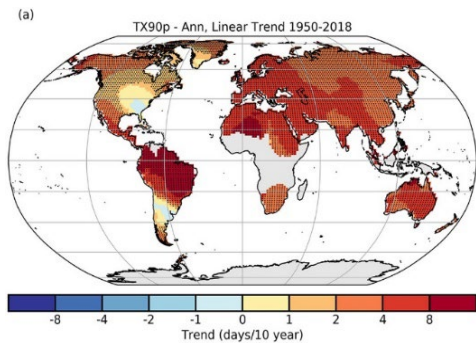 (a)
TX90p - Ann, Linear Trend 1950-2018
-8 -4 -2 -1 0 1 2 4 8
Trend (days/10 year)